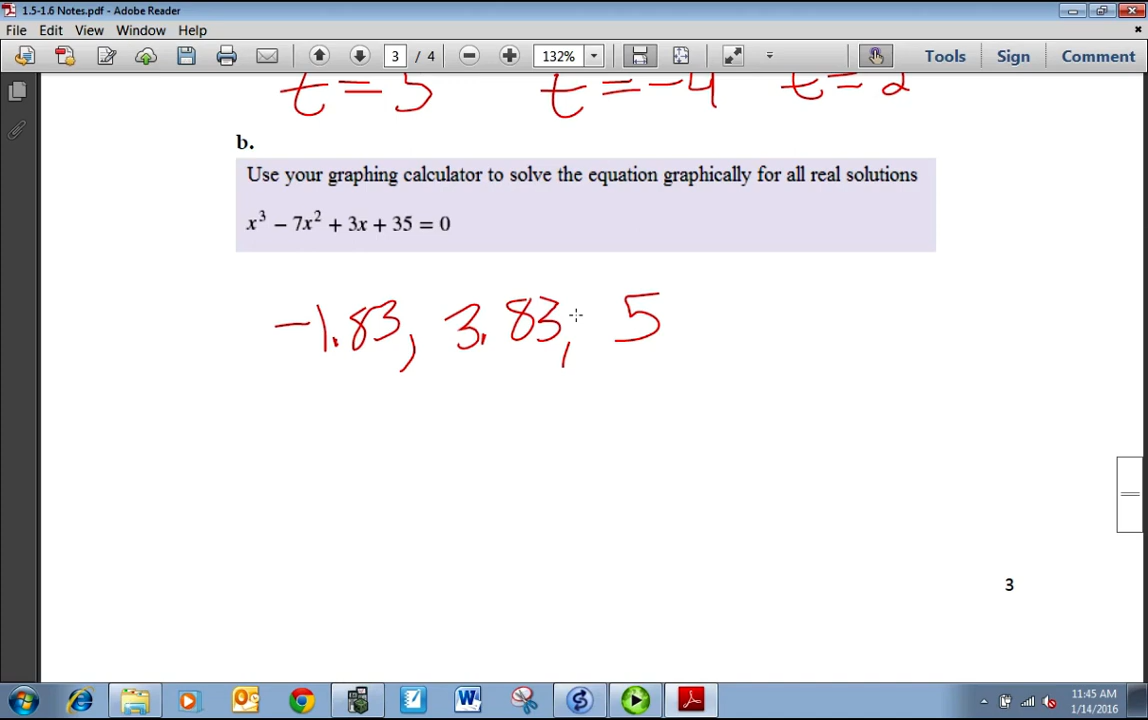 1.5-1.6 Notes.pdf - Adobe Reader
File Edit View Window Help
3 / 4 132% Tools Sign Comment
t = -4 t = 2
b.
Use your graphing calculator to solve the equation graphically for all real solutions
x³ − 7x² + 3x + 35 = 0
-1.83, 3.83, 5
3
11:45 AM
1/14/2016